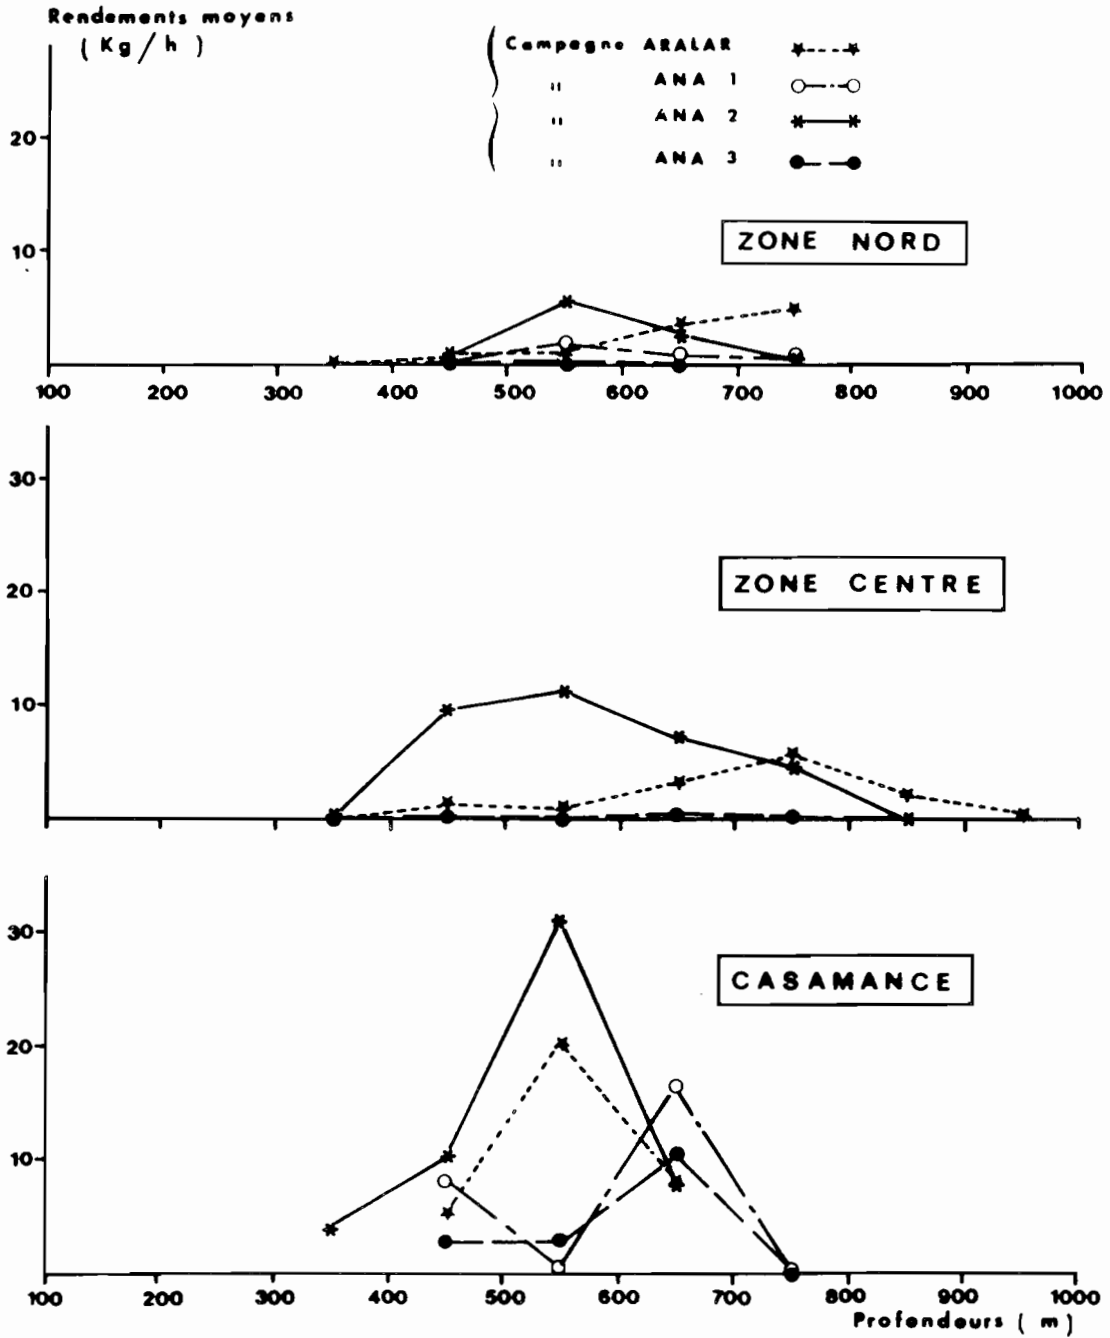 Rendements moyens
( Kg/h )
Campagne ARALAR
" ANA 1
" ANA 2
" ANA 3
20
10
ZONE NORD
100 200 300 400 500 600 700 800 900 1000
30
20
10
ZONE CENTRE
30
20
10
CASAMANCE
100 200 300 400 500 600 700 800 900 1000
Profondeurs ( m )